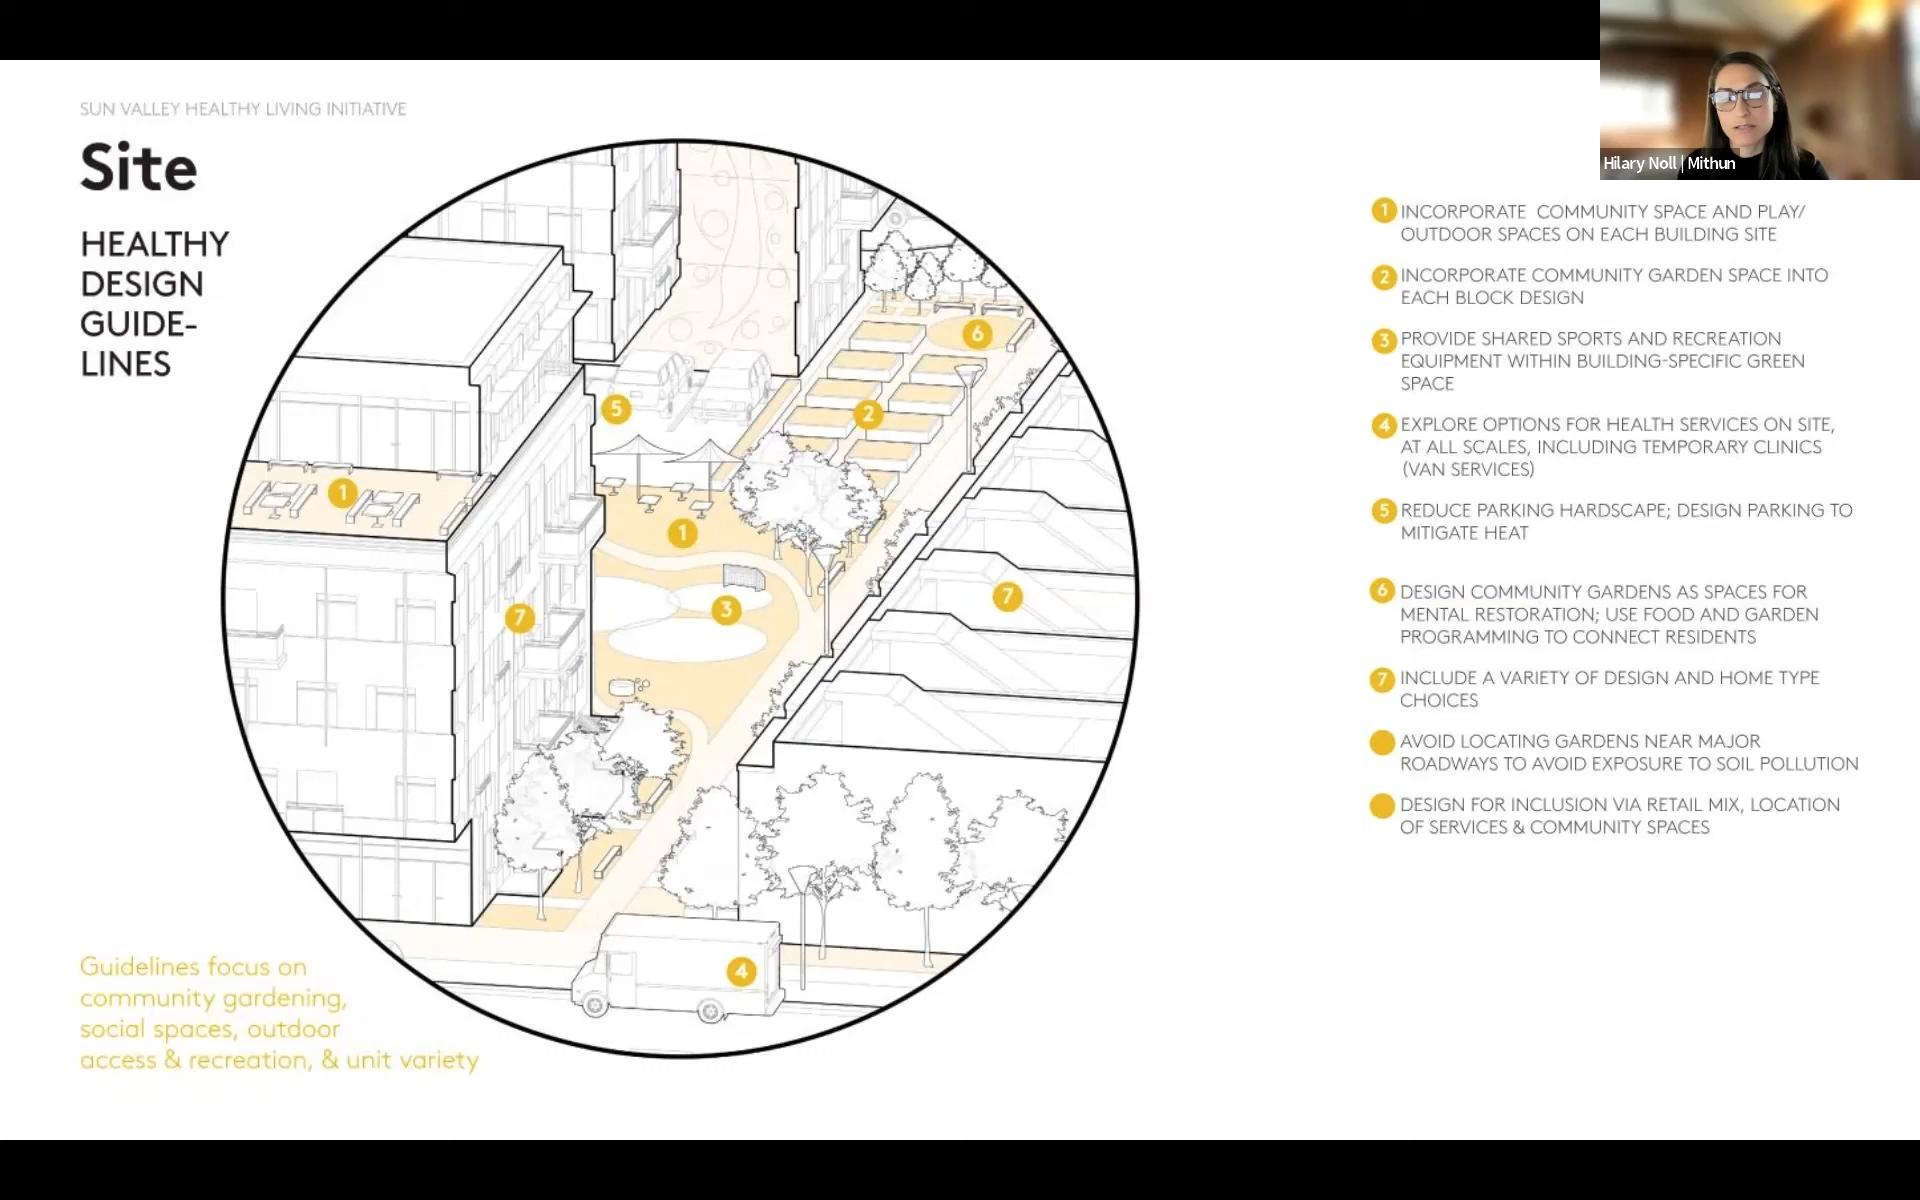 SUN VALLEY HEALTHY LIVING INITIATIVE
Site
HEALTHY
DESIGN
GUIDE-
LINES
Guidelines focus on
community gardening,
social spaces, outdoor
access & recreation, & unit variety
1
1
2
3
4
5
6
7
7
Hilary Noll | Mithun
1 INCORPORATE COMMUNITY SPACE AND PLAY/
OUTDOOR SPACES ON EACH BUILDING SITE
2 INCORPORATE COMMUNITY GARDEN SPACE INTO
EACH BLOCK DESIGN
3 PROVIDE SHARED SPORTS AND RECREATION
EQUIPMENT WITHIN BUILDING-SPECIFIC GREEN
SPACE
4 EXPLORE OPTIONS FOR HEALTH SERVICES ON SITE,
AT ALL SCALES, INCLUDING TEMPORARY CLINICS
(VAN SERVICES)
5 REDUCE PARKING HARDSCAPE; DESIGN PARKING TO
MITIGATE HEAT
6 DESIGN COMMUNITY GARDENS AS SPACES FOR
MENTAL RESTORATION; USE FOOD AND GARDEN
PROGRAMMING TO CONNECT RESIDENTS
7 INCLUDE A VARIETY OF DESIGN AND HOME TYPE
CHOICES
AVOID LOCATING GARDENS NEAR MAJOR
ROADWAYS TO AVOID EXPOSURE TO SOIL POLLUTION
DESIGN FOR INCLUSION VIA RETAIL MIX, LOCATION
OF SERVICES & COMMUNITY SPACES